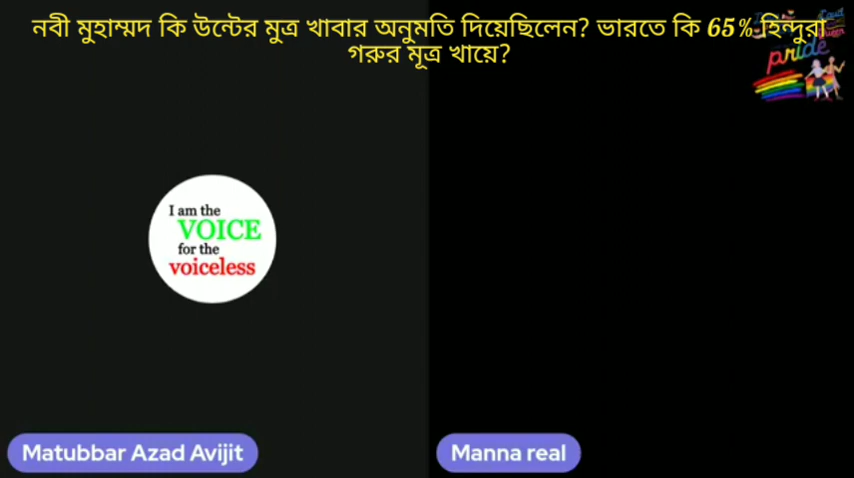 নবী মুহাম্মদ কি উন্টের মুত্র খাবার অনুমতি দিয়েছিলেন? ভারতে কি 65% হিন্দুরা
গরুর মূত্র খায়ে?
pride
I am the
VOICE
for the
voiceless
Matubbar Azad Avijit
Manna real